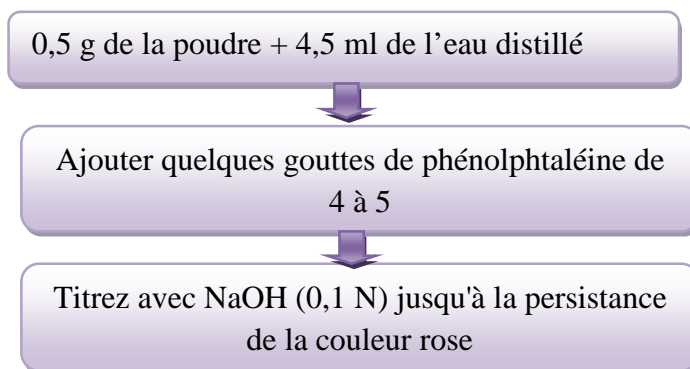 0,5 g de la poudre + 4,5 ml de l'eau distillé
Ajouter quelques gouttes de phénolphtaléine de
4 à 5
Titrez avec NaOH (0,1 N) jusqu'à la persistance
de la couleur rose